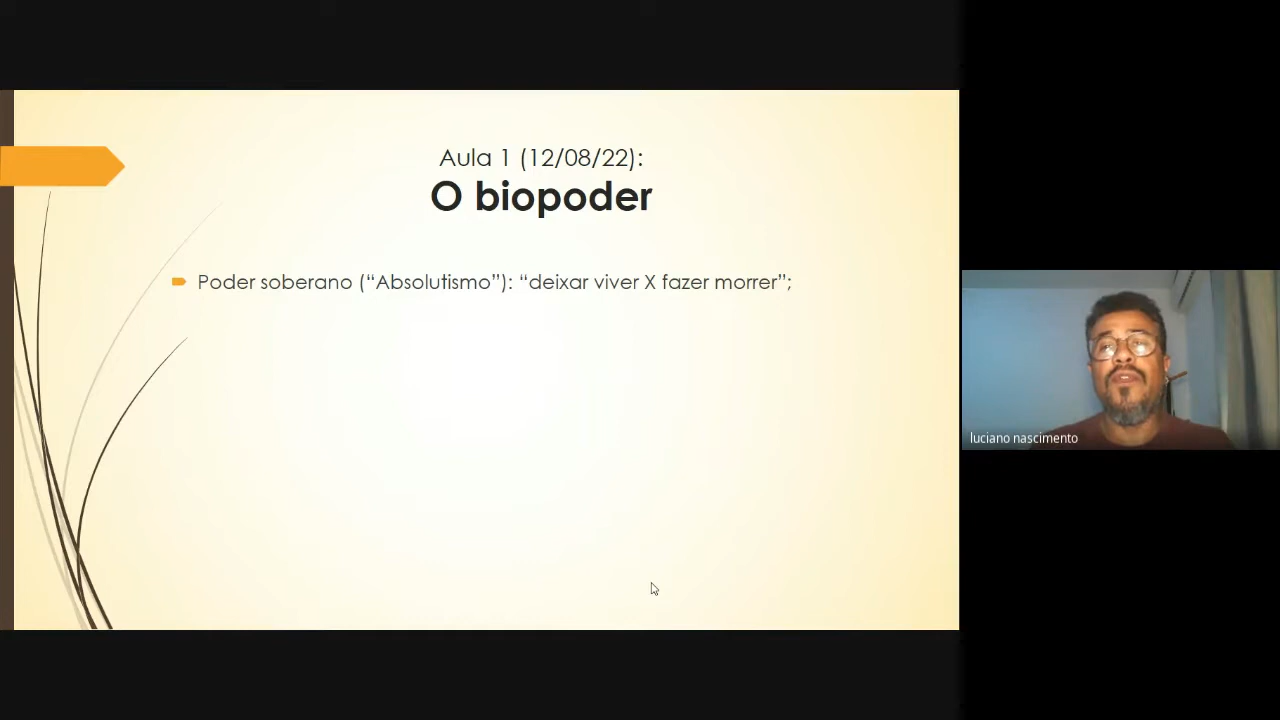 Aula 1 (12/08/22):
O biopoder
Poder soberano (“Absolutismo”): “deixar viver X fazer morrer”;
luciano nascimento